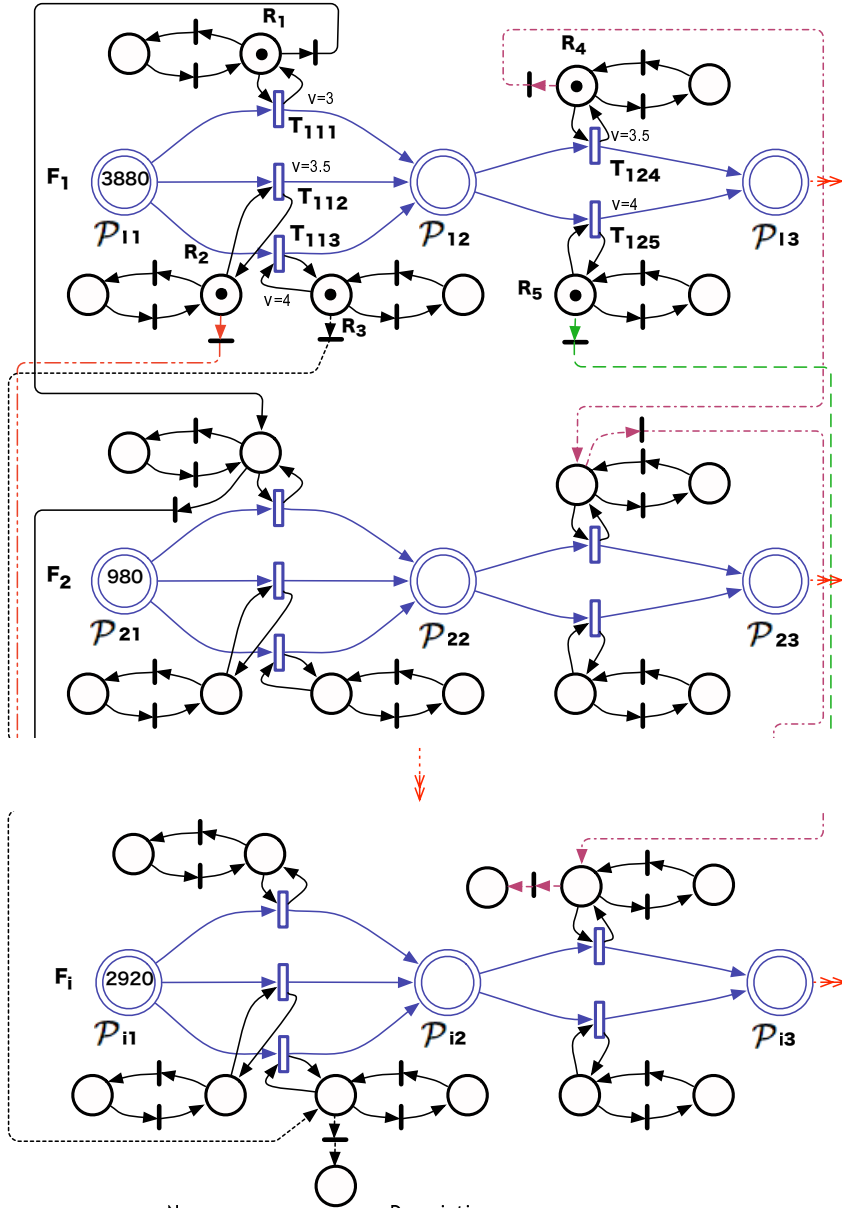 R1
R4
v=3
T111
v=3.5
T124
F1
3880
v=3.5
T112
P11
P12
v=4
T125
P13
T113
R2
v=4
R3
R5
F2
980
P21
P22
P23
Fi
2920
Pi1
Pi2
Pi3